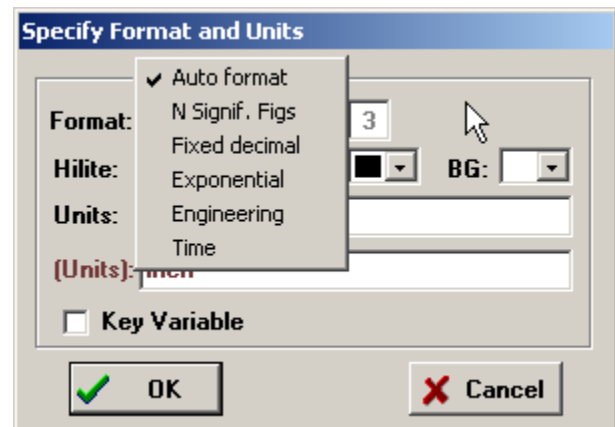 Specify Format and Units
Auto format
Format: N Signif. Figs 3
Fixed decimal
Hilite: Exponential BG:
Units: Engineering
Time
(Units):
Key Variable
OK Cancel